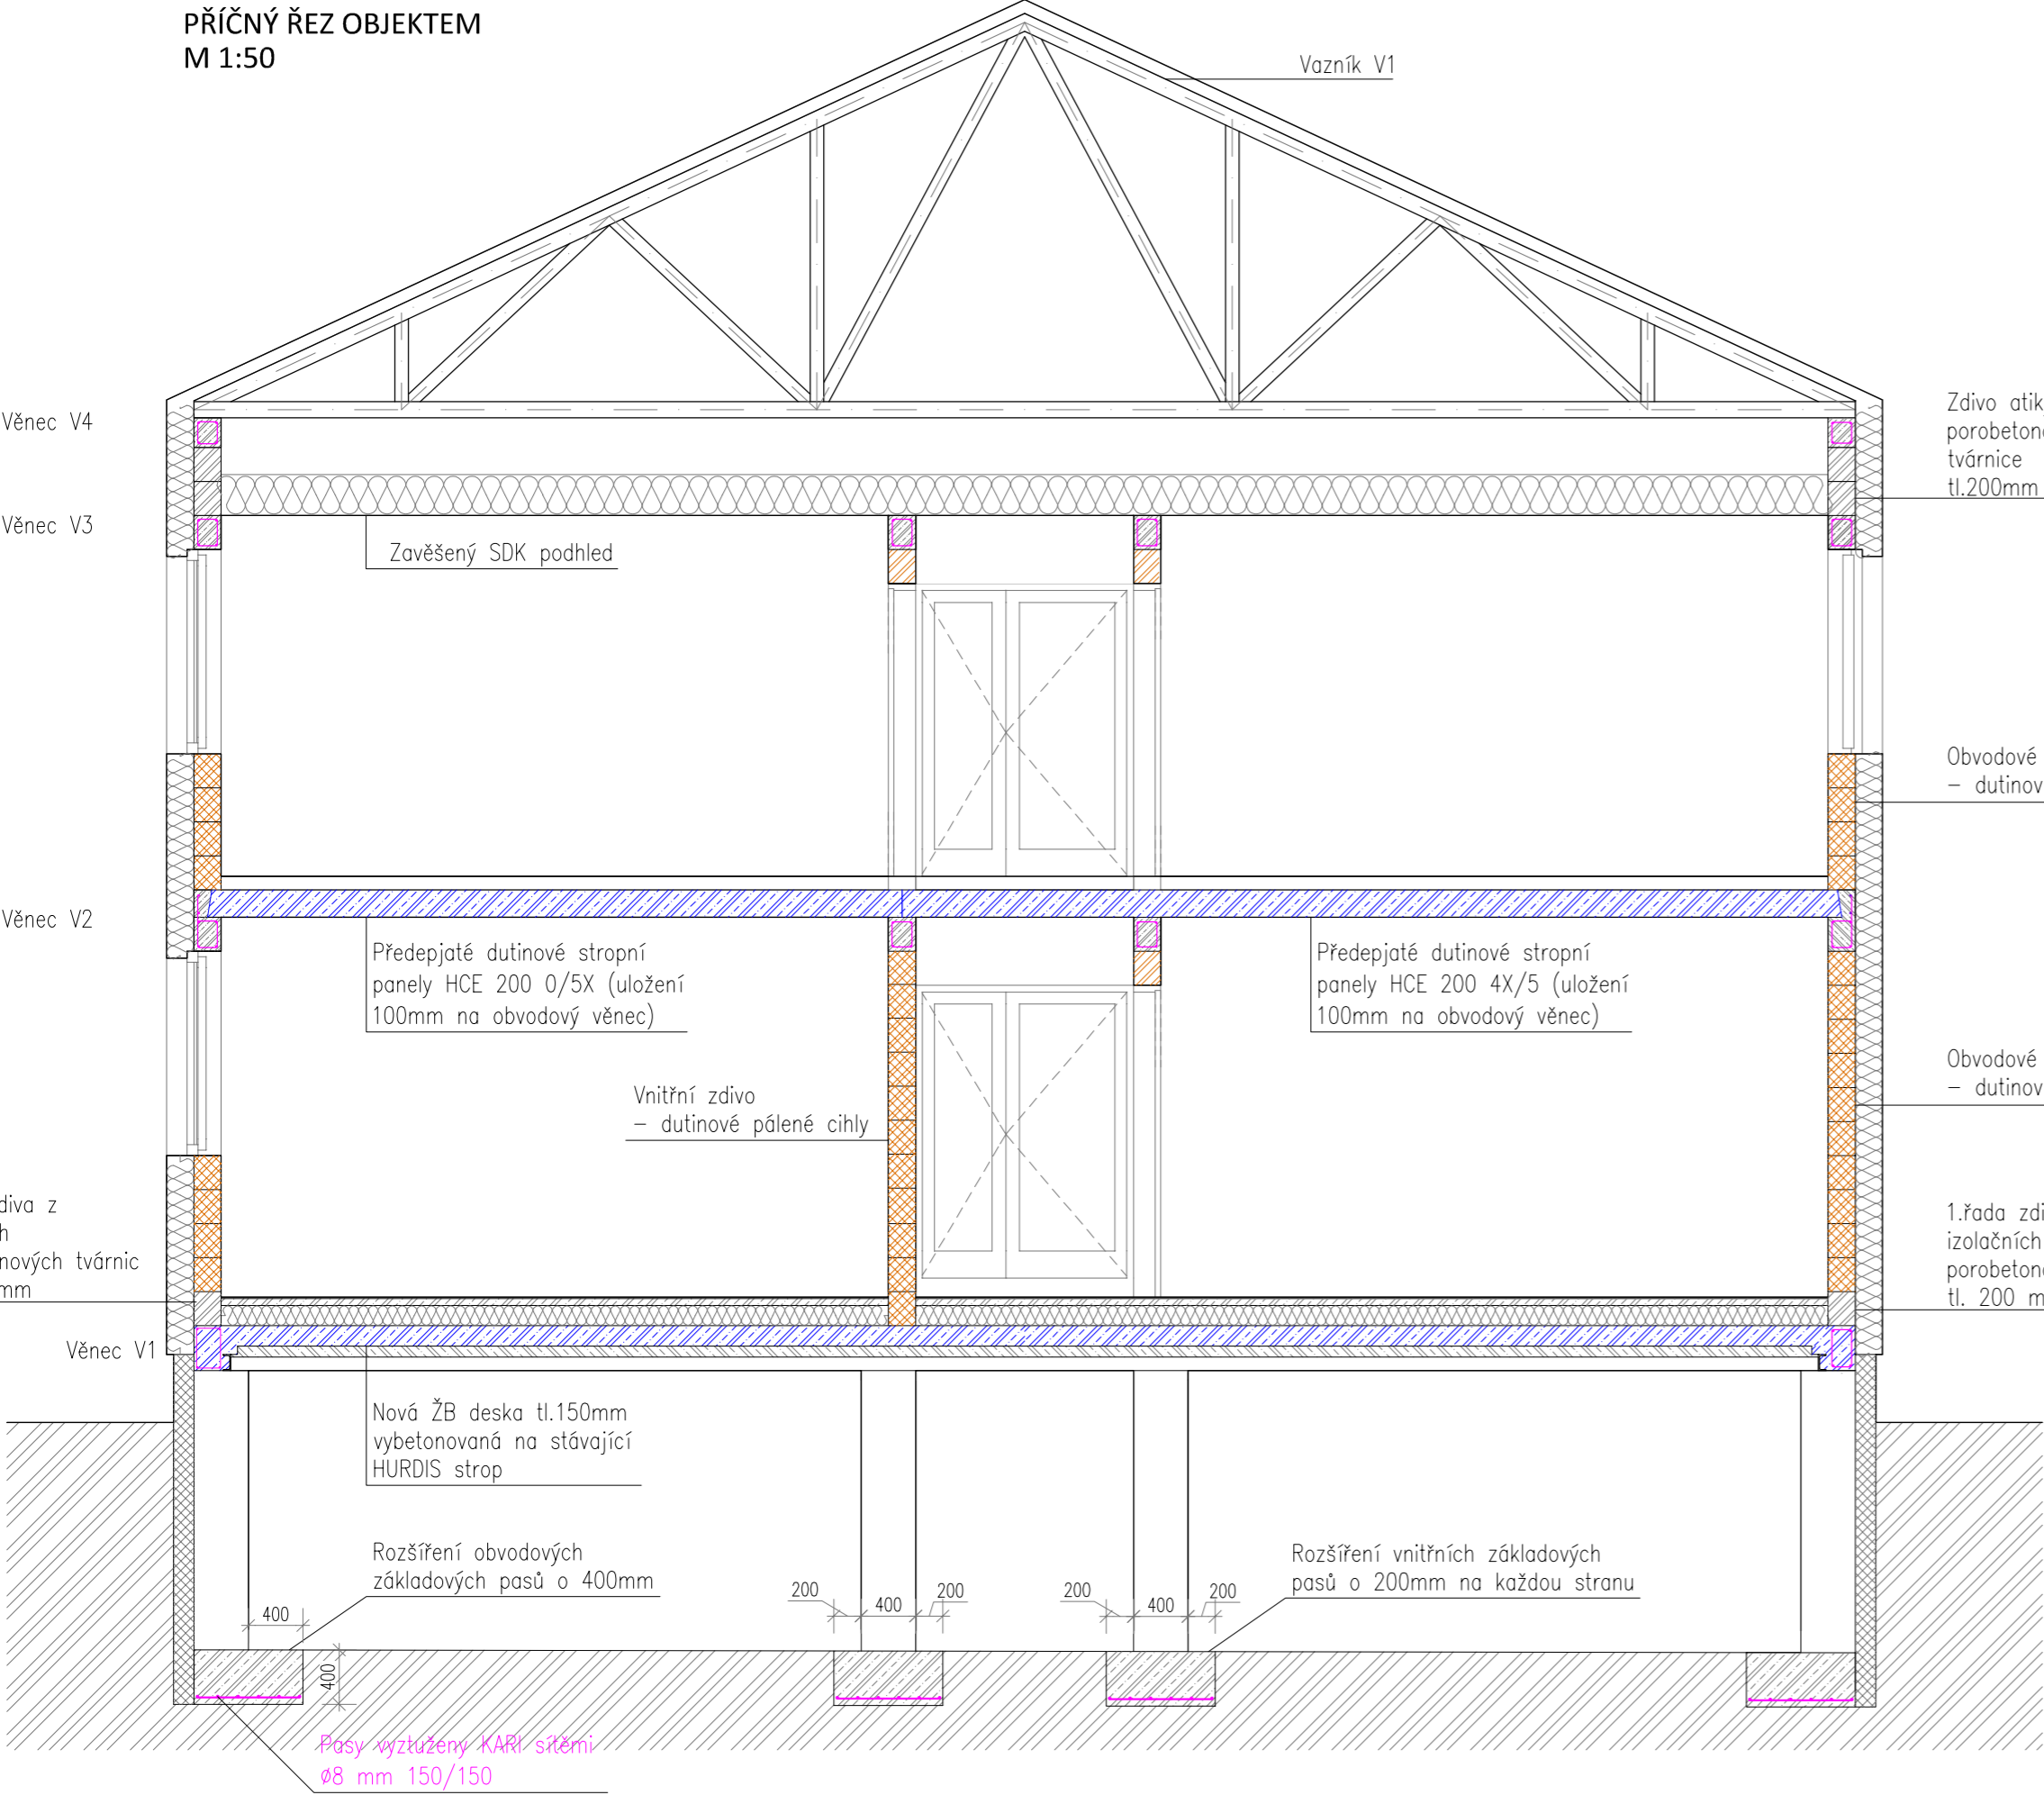 PŘÍČNÝ ŘEZ OBJEKTEM
M 1:50
Vazník V1
Věnec V4
Zdivo atik
porobeton
tvárnice
tl.200mm
Věnec V3
Zavěšený SDK podhled
Obvodové
– dutinov
Věnec V2
Předepjaté dutinové stropní
panely HCE 200 0/5X (uložení
100mm na obvodový věnec)
Předepjaté dutinové stropní
panely HCE 200 4X/5 (uložení
100mm na obvodový věnec)
Obvodové
– dutinov
Vnitřní zdivo
– dutinové pálené cihly
diva z
h
nových tvárnic
mm
1.řada zdi
izolačních
porobeton
tl. 200 m
Věnec V1
Nová ŽB deska tl.150mm
vybetonovaná na stávající
HURDIS strop
Rozšíření obvodových
základových pasů o 400mm
Rozšíření vnitřních základových
pasů o 200mm na každou stranu
400
200 400 200
200 400 200
400
Pasy vyztuženy KARI sítěmi
ø8 mm 150/150